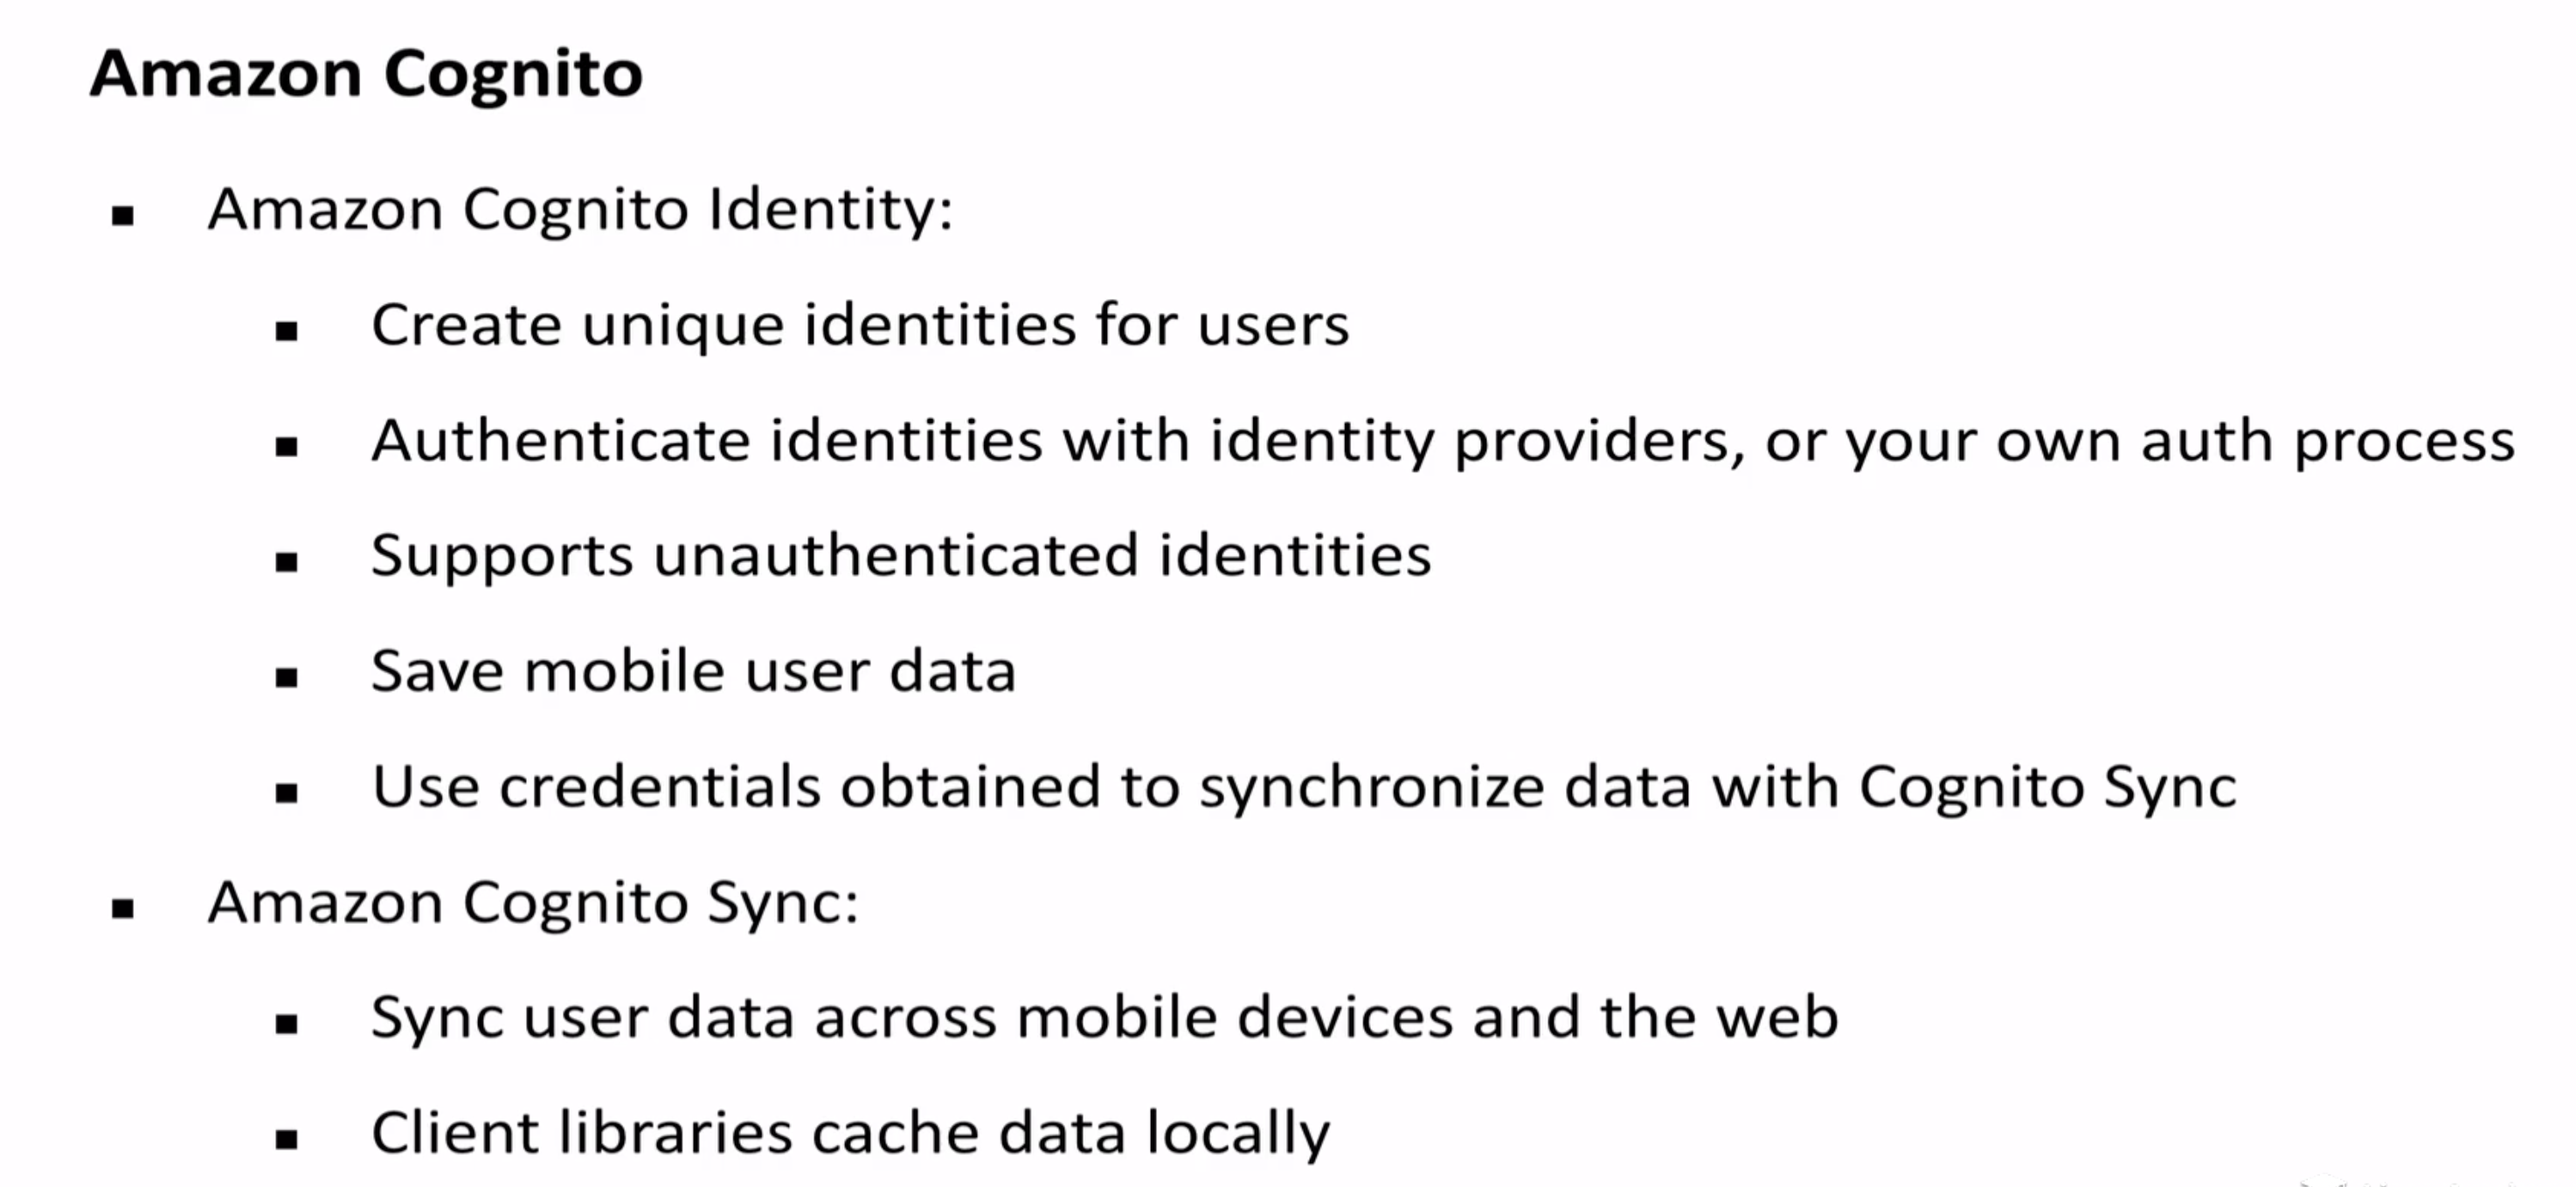 Amazon Cognito
▪ Amazon Cognito Identity:
▪ Create unique identities for users
▪ Authenticate identities with identity providers, or your own auth process
▪ Supports unauthenticated identities
▪ Save mobile user data
▪ Use credentials obtained to synchronize data with Cognito Sync
▪ Amazon Cognito Sync:
▪ Sync user data across mobile devices and the web
▪ Client libraries cache data locally